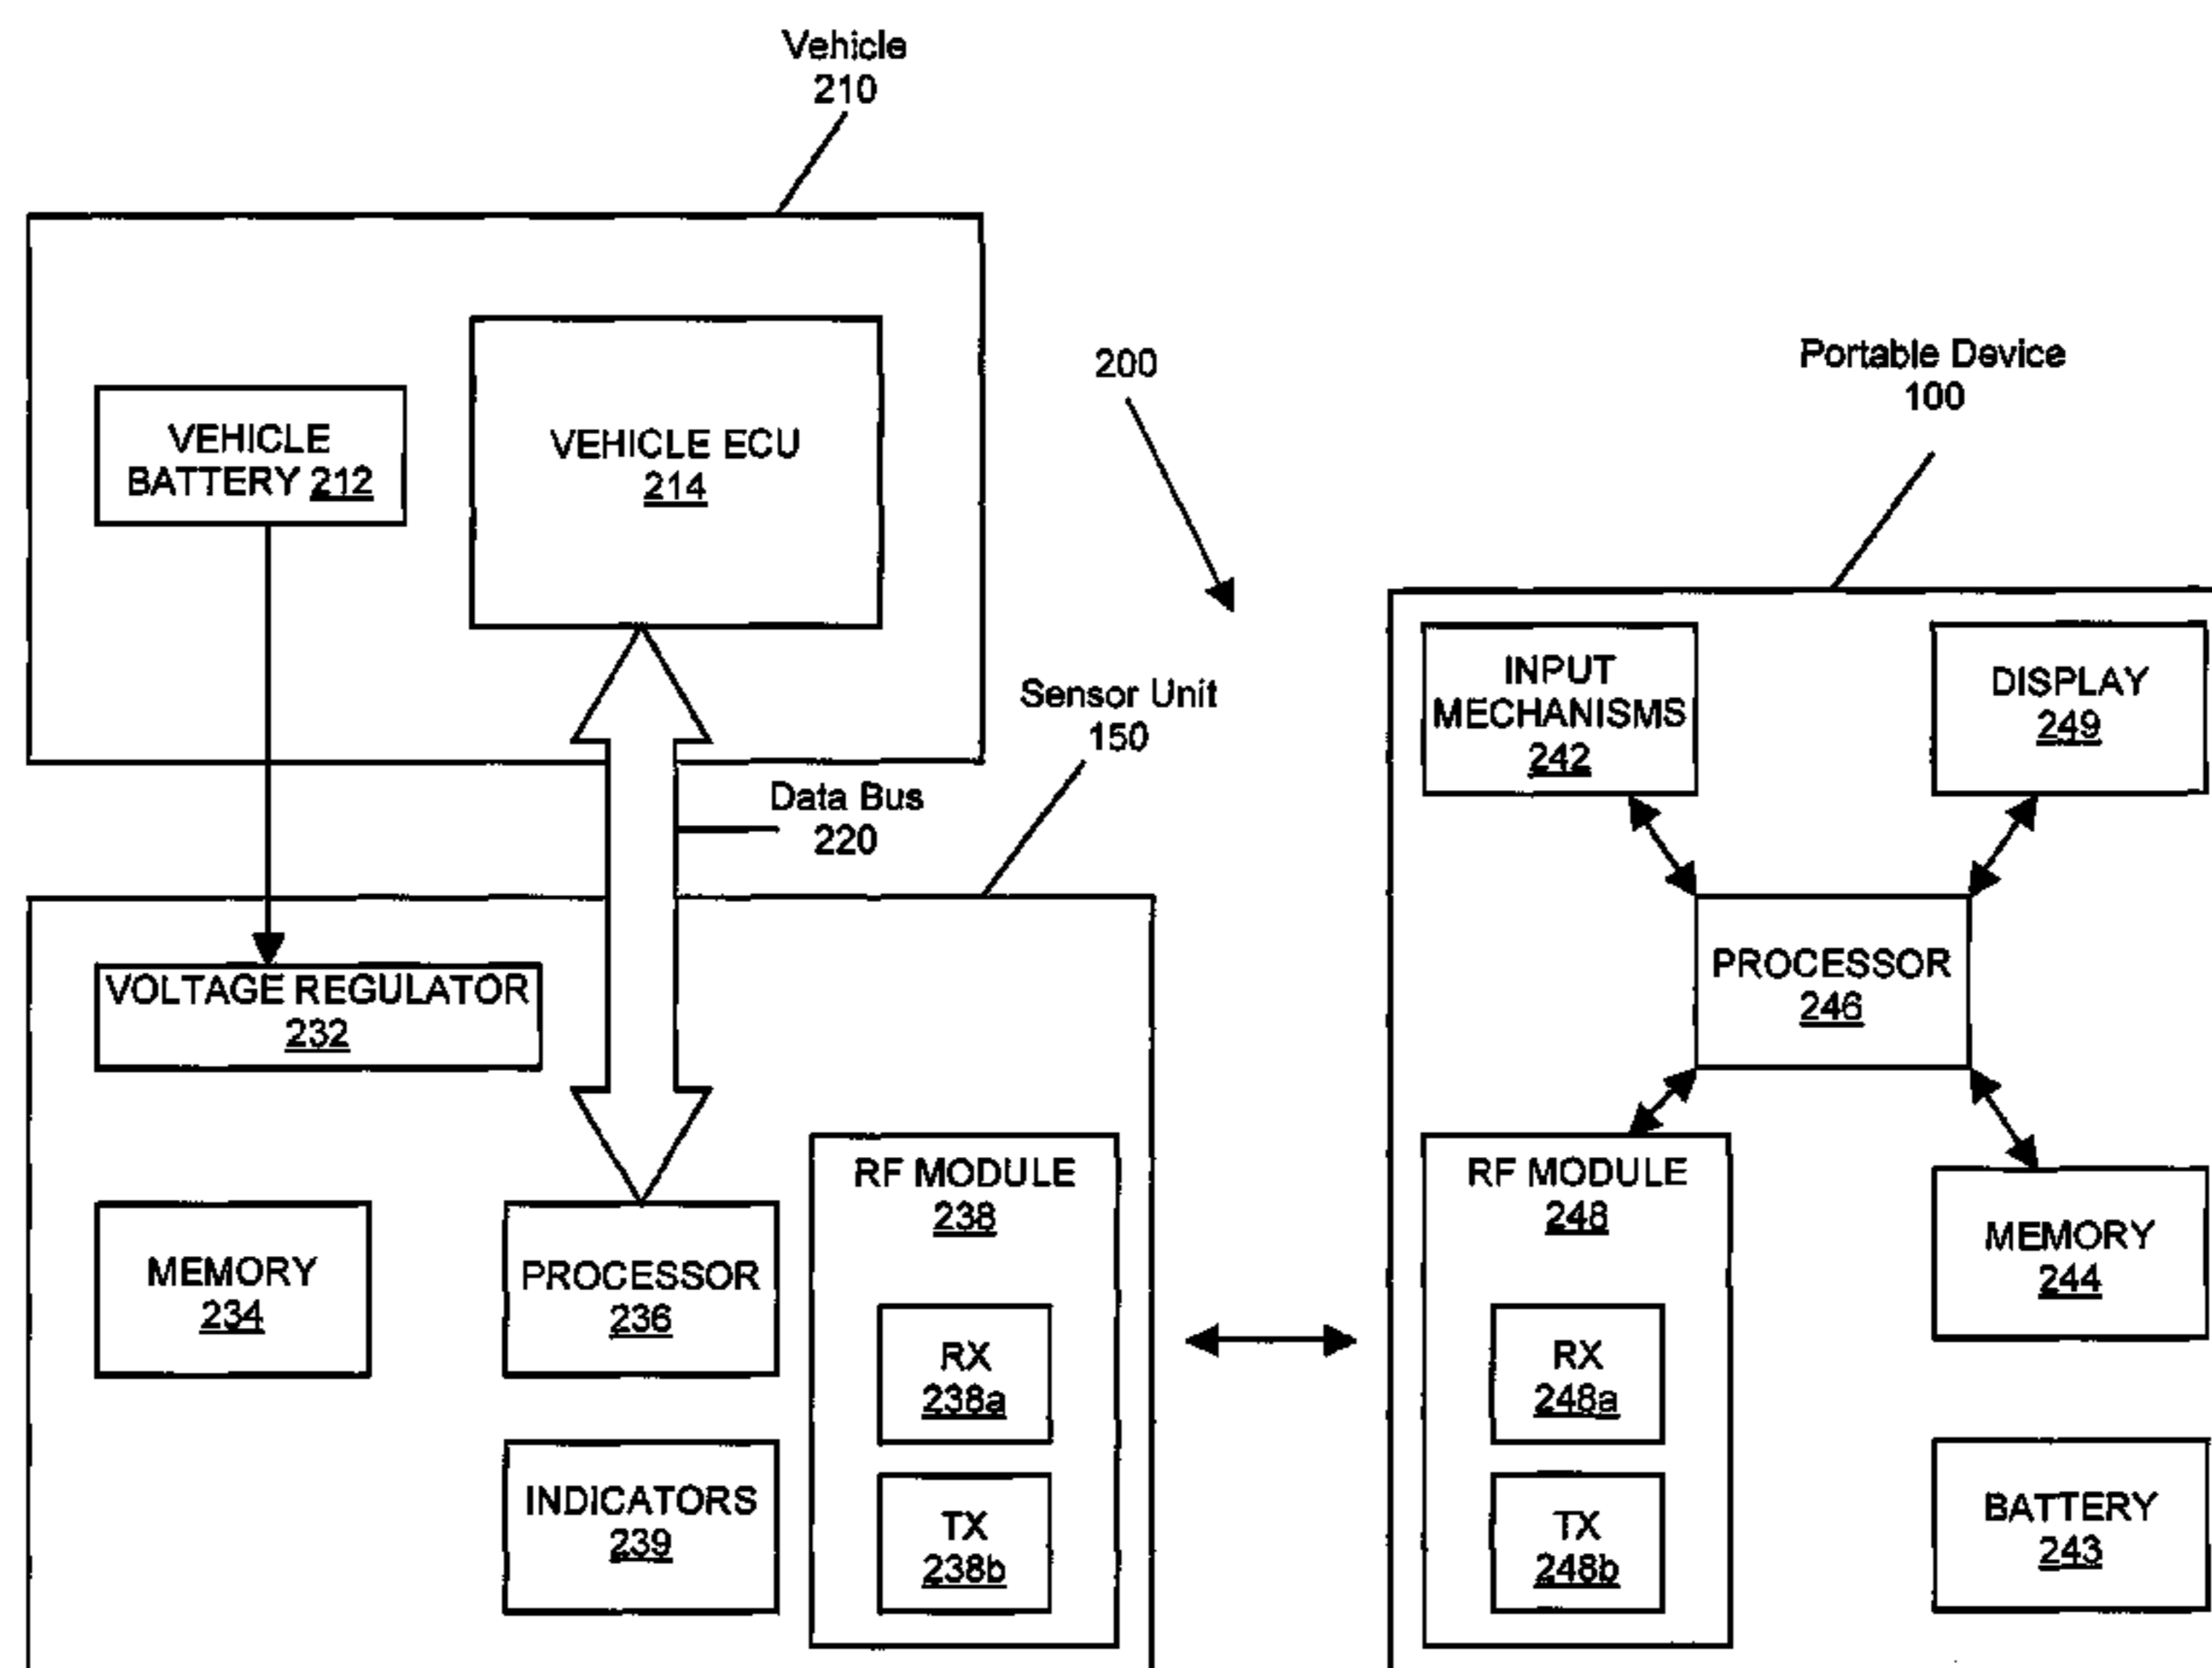 Vehicle
210
VEHICLE
BATTERY 212
VEHICLE ECU
214
200
Portable Device
100
Sensor Unit
150
Data Bus
220
VOLTAGE REGULATOR
232
MEMORY
234
PROCESSOR
236
INDICATORS
239
RF MODULE
238
RX
238a
TX
238b
INPUT
MECHANISMS
242
DISPLAY
249
PROCESSOR
246
RF MODULE
248
RX
248a
TX
248b
MEMORY
244
BATTERY
243